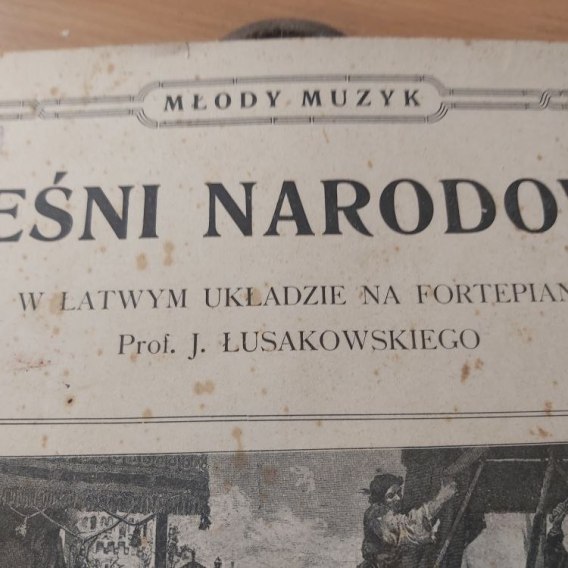 MŁODY MUZYK
EŚNI NARODOW
W ŁATWYM UKŁADZIE NA FORTEPIAN
Prof. J. ŁUSAKOWSKIEGO